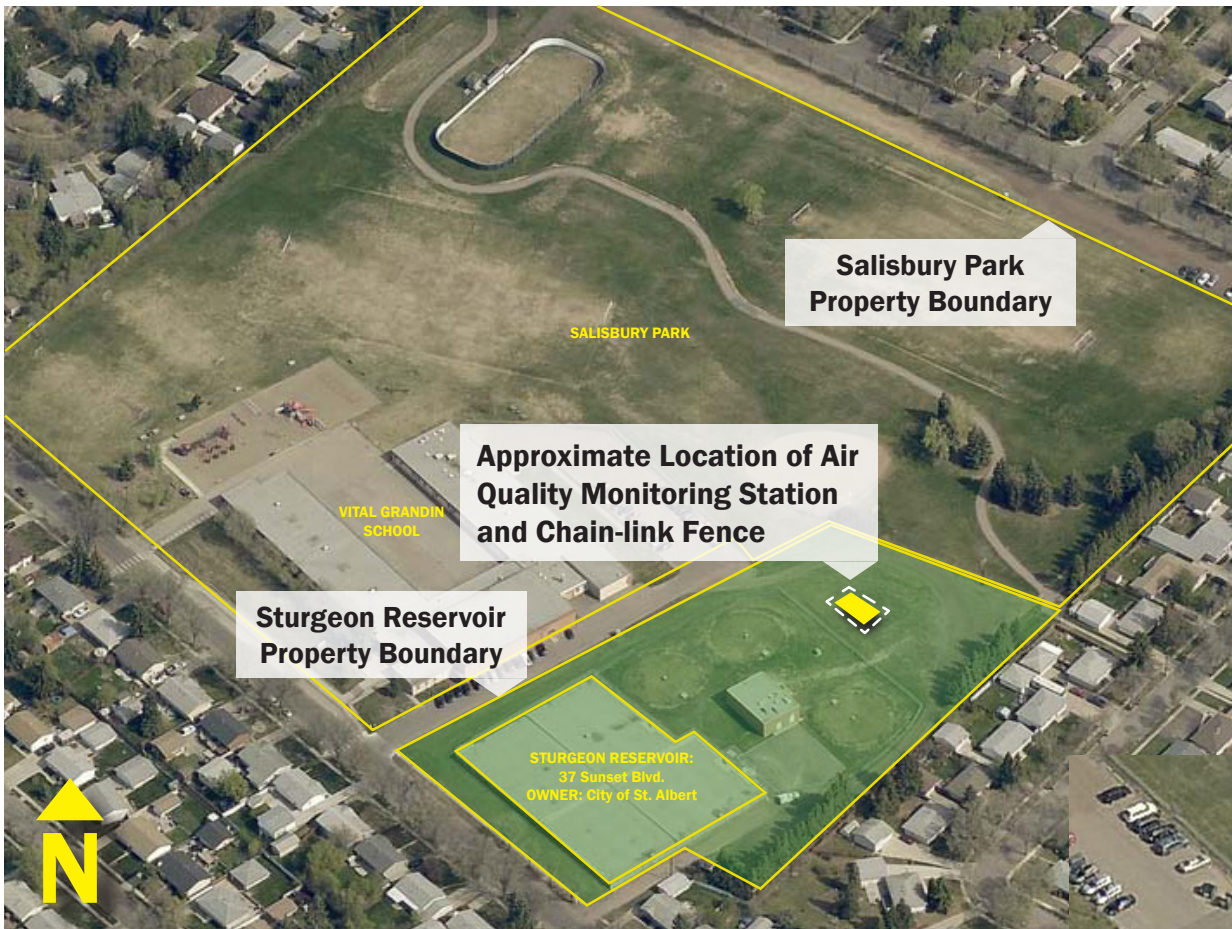 Salisbury Park
Property Boundary
SALISBURY PARK
Approximate Location of Air
Quality Monitoring Station
and Chain-link Fence
VITAL GRANDIN
SCHOOL
Sturgeon Reservoir
Property Boundary
STURGEON RESERVOIR:
37 Sunset Blvd.
OWNER: City of St. Albert
N